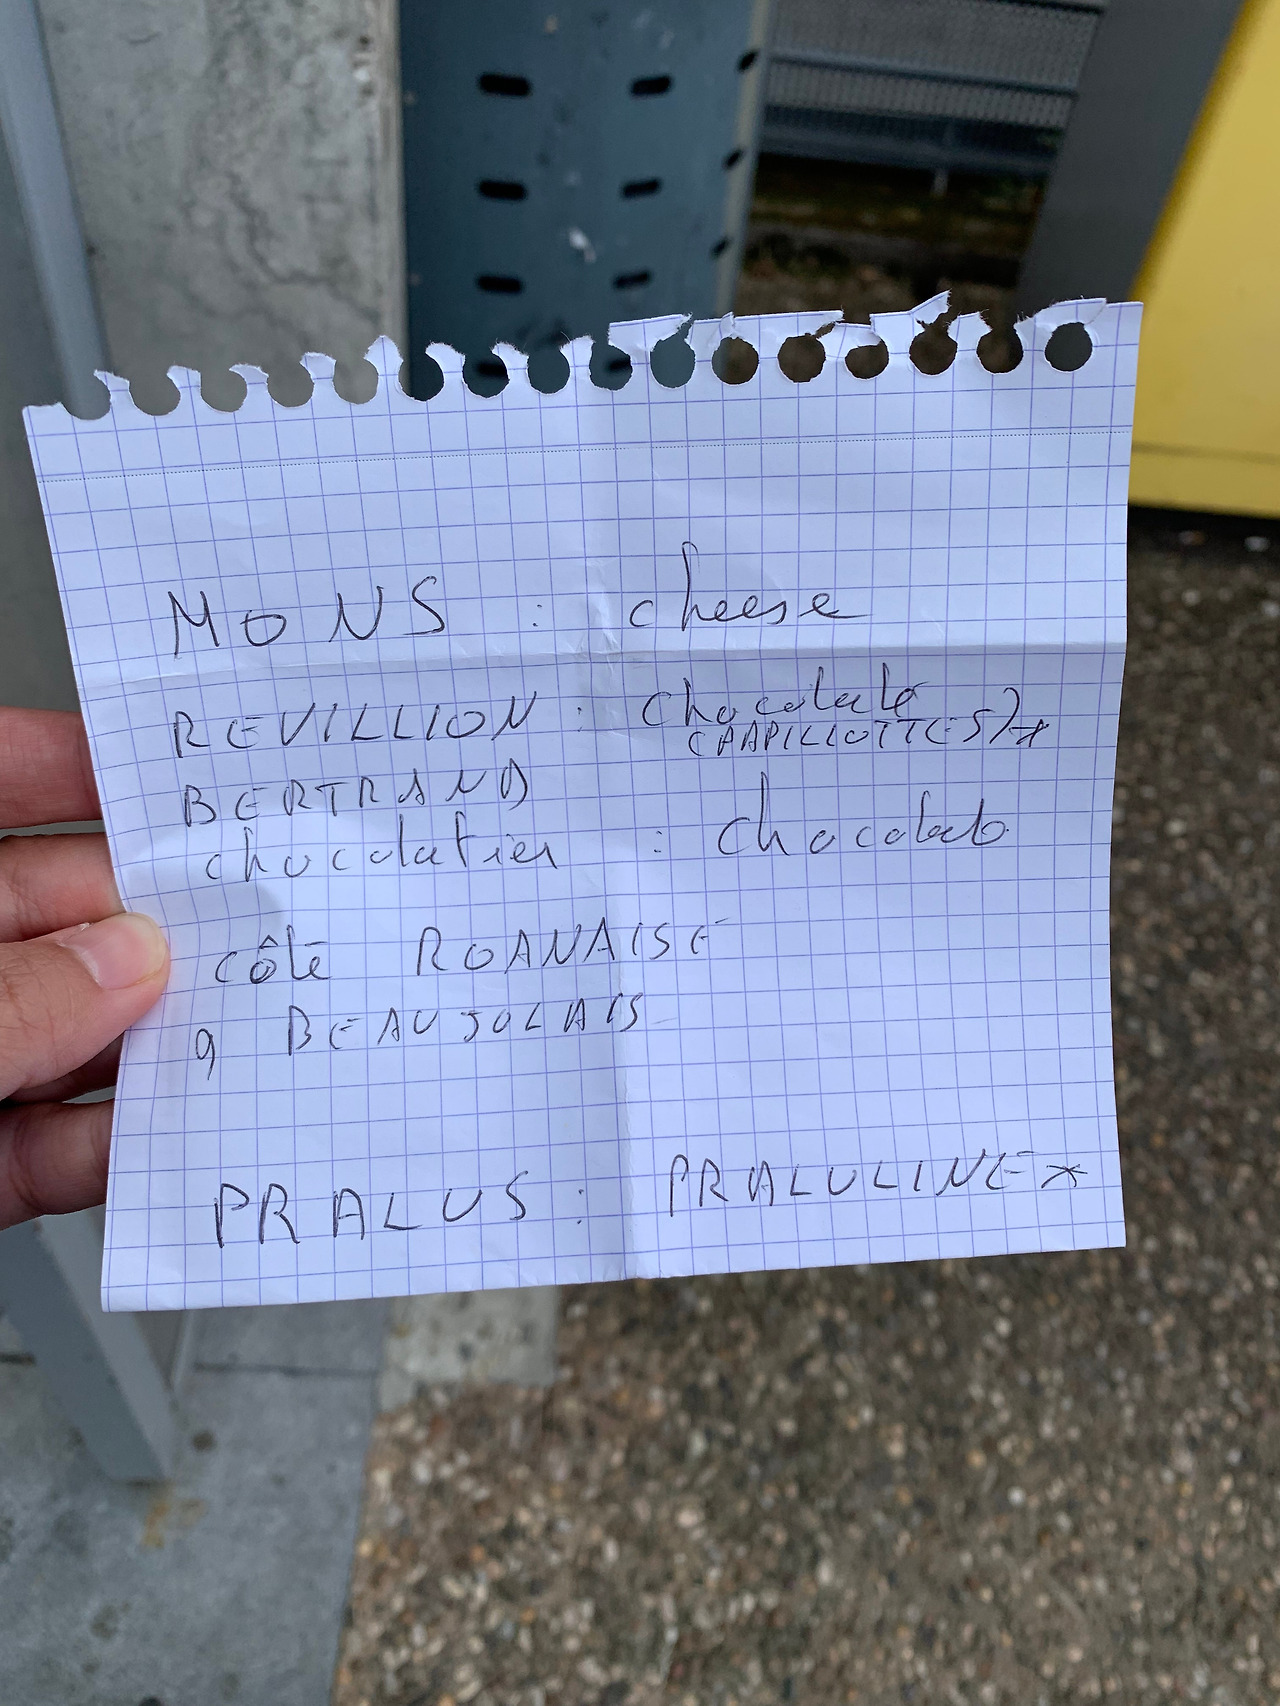 MONS : cheese
REVILLION : chocolate
(PAPILLOTTES)*
BERTRAND
chocolatier : chocolate
côte ROANAISE
9 BEAUJOLAIS
PRALUS : PRALULINE *